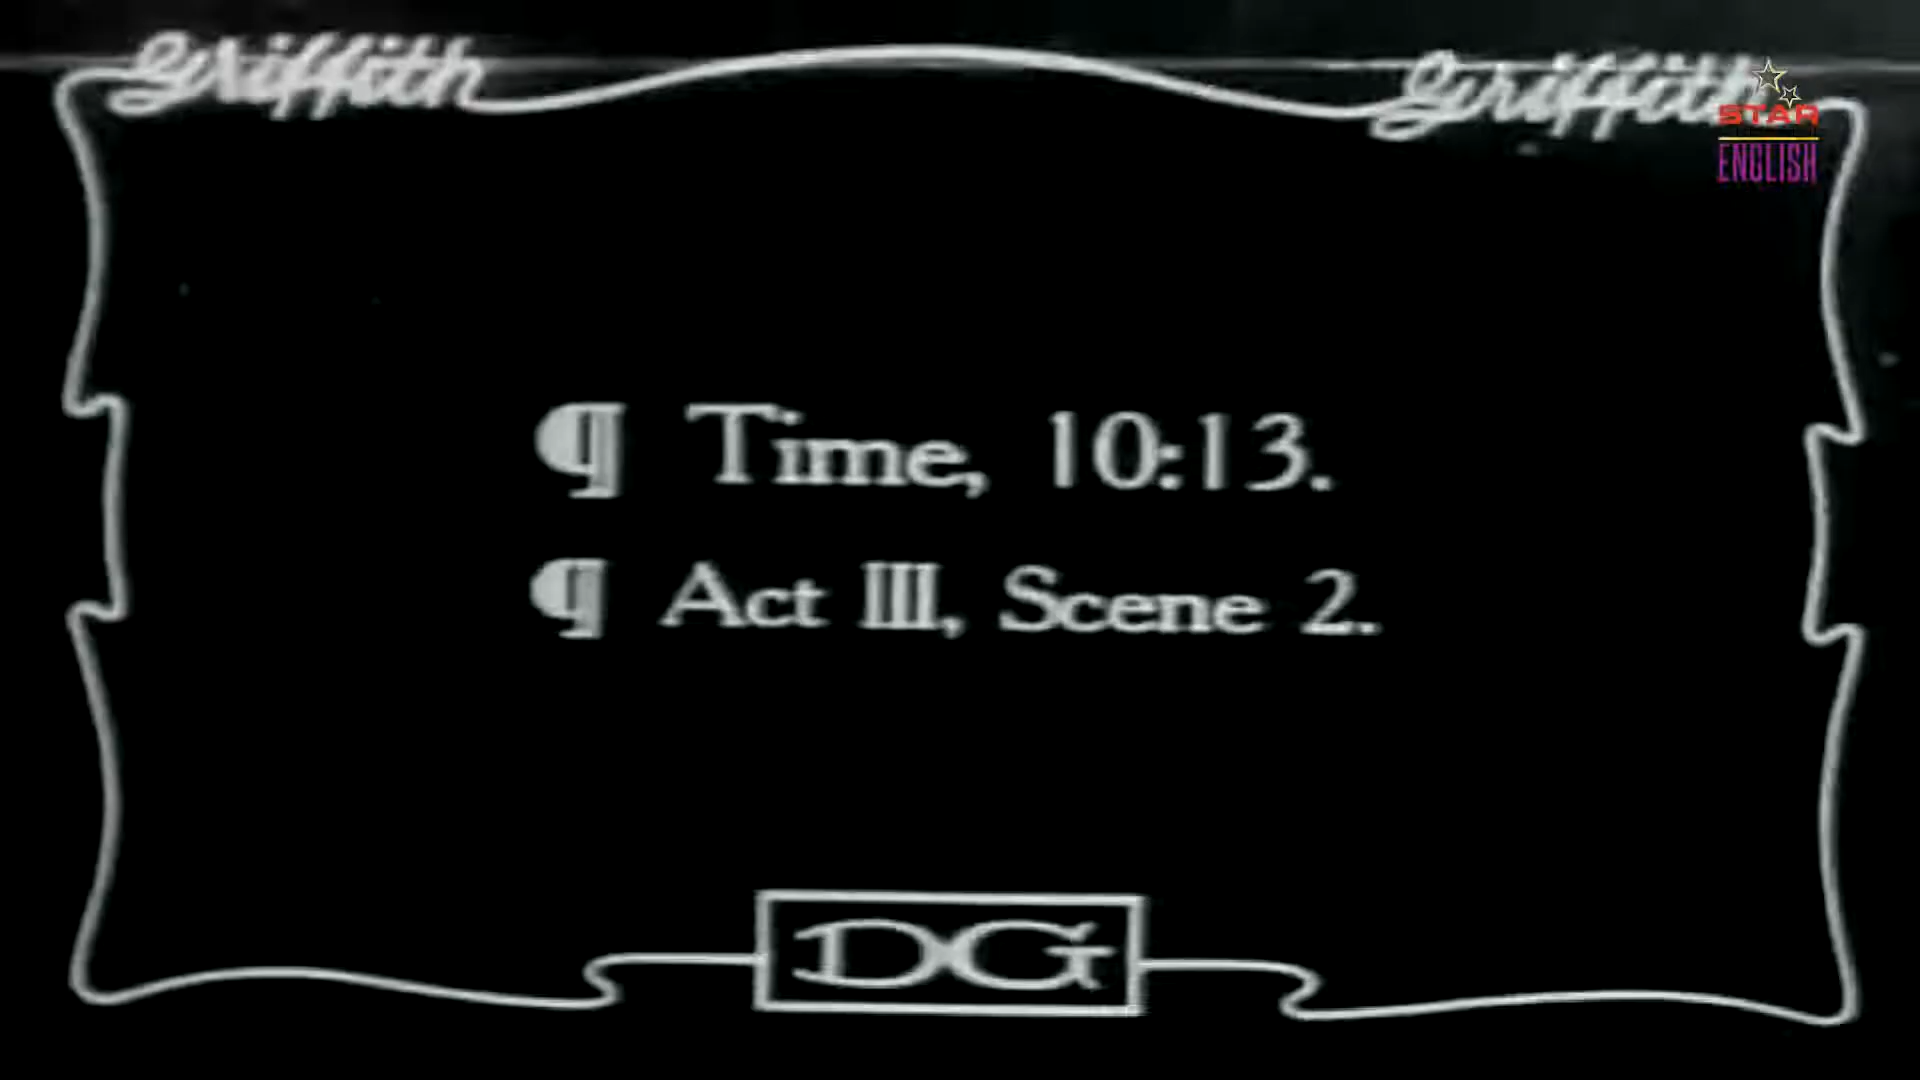 Griffith Griffith
STAR
ENGLISH
¶ Time, 10:13.
¶ Act III, Scene 2.
DG